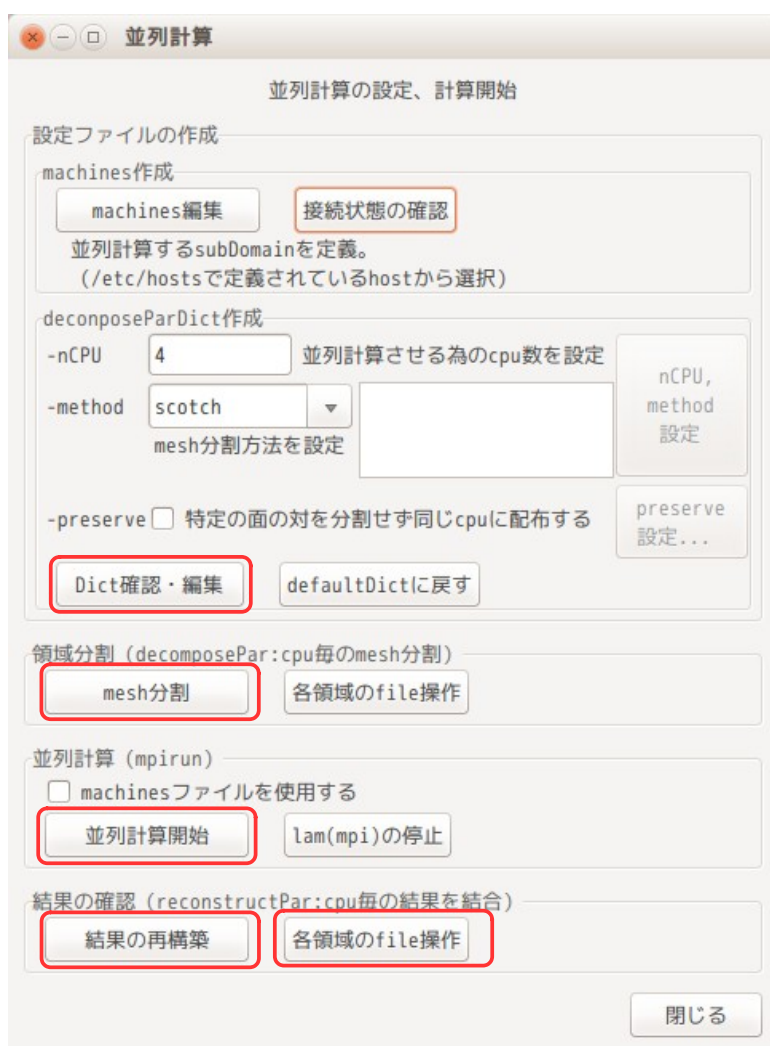 並列計算
並列計算の設定、計算開始
設定ファイルの作成
machines作成
machines編集
接続状態の確認
並列計算するsubDomainを定義。
(/etc/hostsで定義されているhostから選択)
deconposeParDict作成
-nCPU
4
並列計算させる為のcpu数を設定
nCPU,
method
設定
-method
scotch
mesh分割方法を設定
-preserve
特定の面の対を分割せず同じcpuに配布する
preserve
設定...
Dict確認・編集
defaultDictに戻す
領域分割(decomposePar:cpu毎のmesh分割)
mesh分割
各領域のfile操作
並列計算(mpirun)
machinesファイルを使用する
並列計算開始
lam(mpi)の停止
結果の確認(reconstructPar:cpu毎の結果を結合)
結果の再構築
各領域のfile操作
閉じる